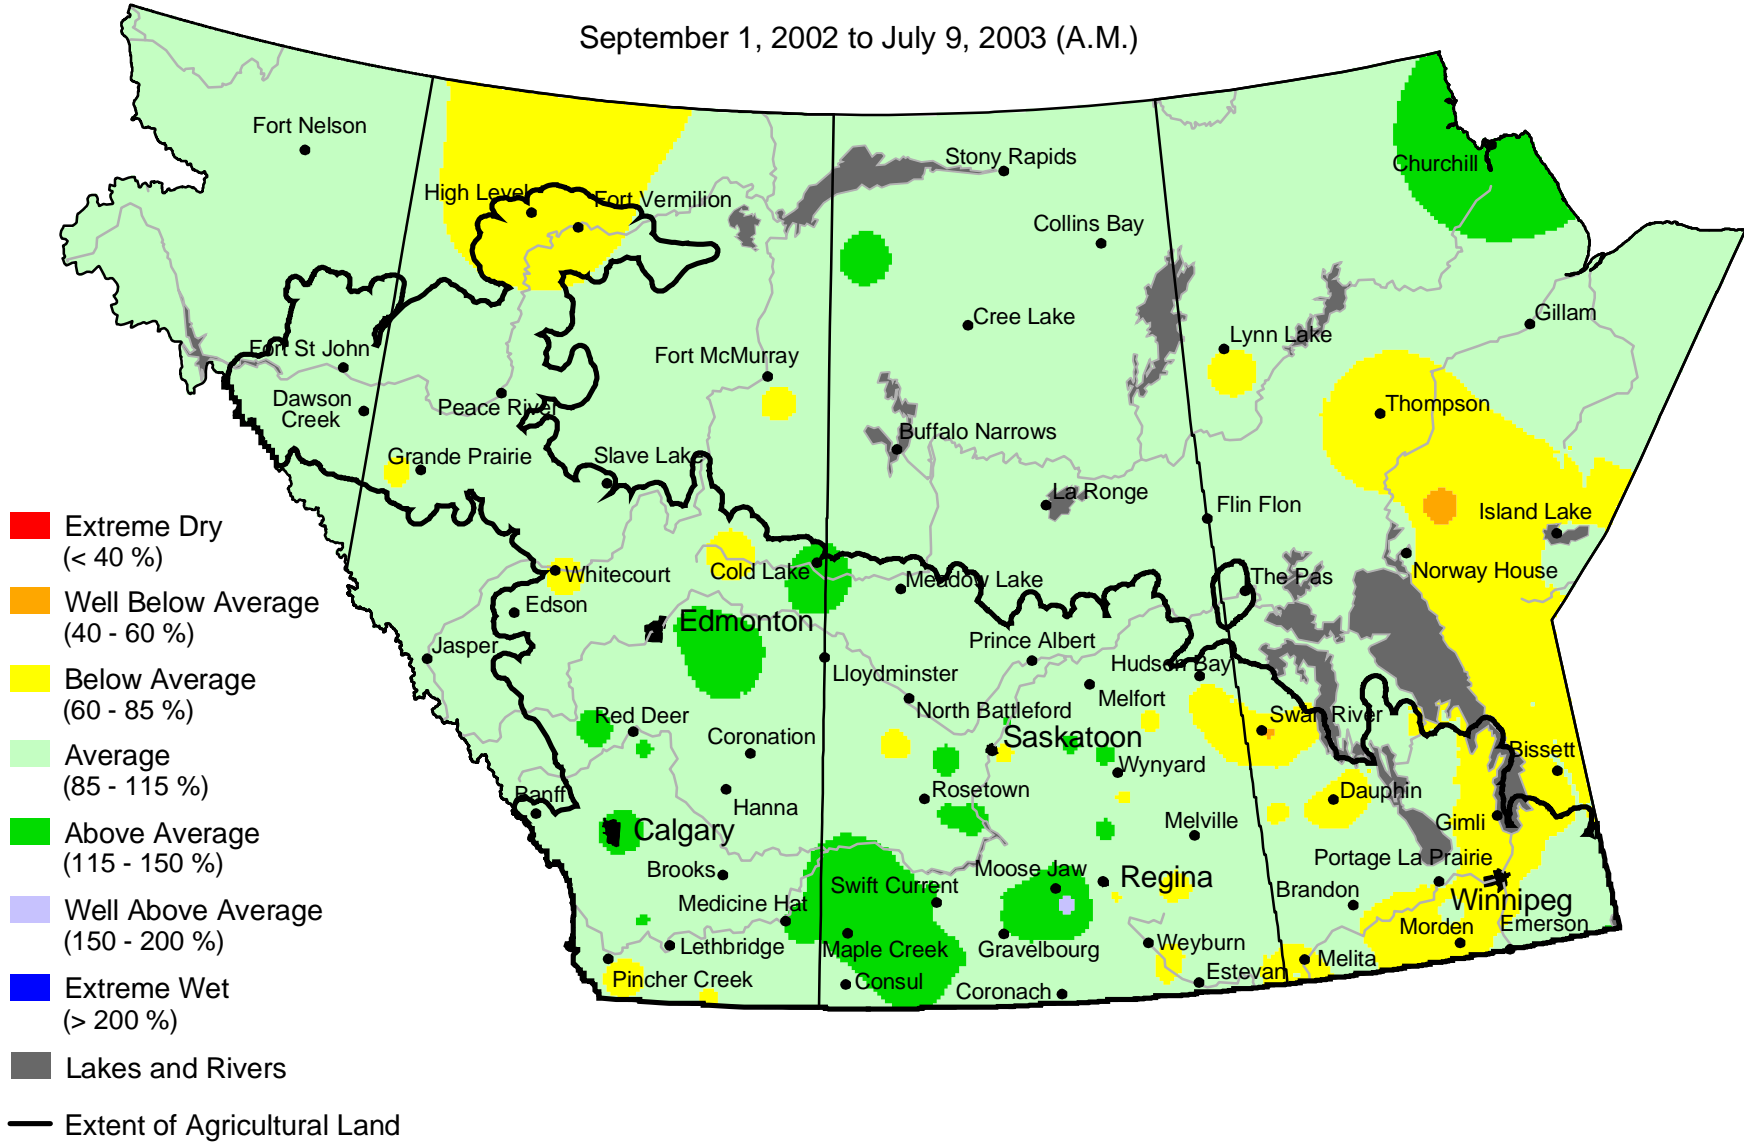 September 1, 2002 to July 9, 2003 (A.M.)
Fort Nelson
Churchill
Stony Rapids
High Level
Fort Vermilion
Collins Bay
Cree Lake
Gillam
Lynn Lake
Fort St John
Fort McMurray
Dawson
Creek
Peace River
Thompson
Buffalo Narrows
Grande Prairie
Slave Lake
La Ronge
Flin Flon
Island Lake
Whitecourt
Cold Lake
Meadow Lake
The Pas
Norway House
Edson
Edmonton
Jasper
Prince Albert
Lloydminster
Hudson Bay
Melfort
North Battleford
Red Deer
Swan River
Coronation
Saskatoon
Bissett
Wynyard
Banff
Hanna
Rosetown
Dauphin
Calgary
Melville
Gimli
Brooks
Swift Current
Moose Jaw
Regina
Portage La Prairie
Brandon
Winnipeg
Medicine Hat
Morden
Emerson
Lethbridge
Maple Creek
Gravelbourg
Weyburn
Melita
Pincher Creek
Consul
Coronach
Estevan
Extreme Dry
(< 40 %)
Well Below Average
(40 - 60 %)
Below Average
(60 - 85 %)
Average
(85 - 115 %)
Above Average
(115 - 150 %)
Well Above Average
(150 - 200 %)
Extreme Wet
(> 200 %)
Lakes and Rivers
Extent of Agricultural Land